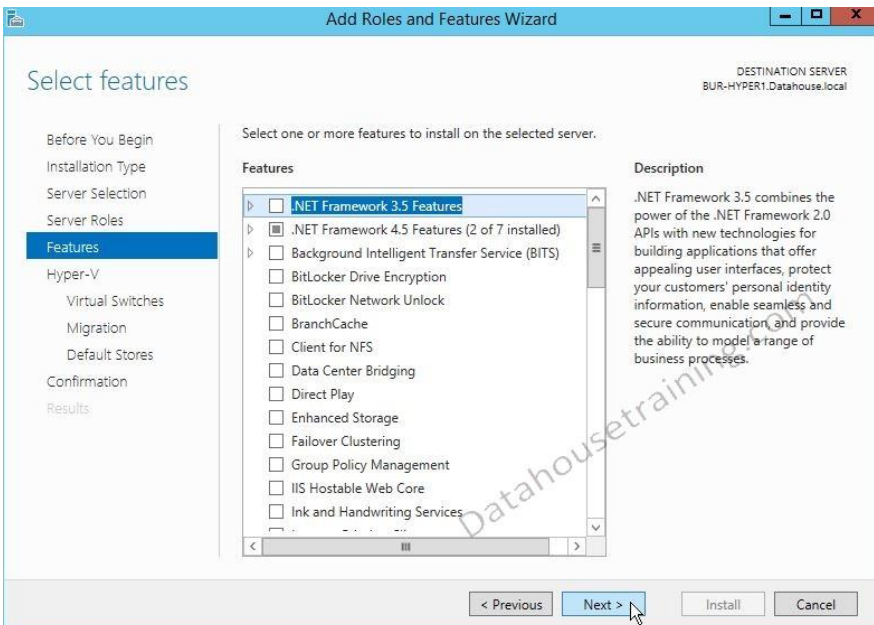 Add Roles and Features Wizard
Select features
DESTINATION SERVER
BUR-HYPER1.Datahouse.local
Before You Begin
Installation Type
Server Selection
Server Roles
Features
Hyper-V
Virtual Switches
Migration
Default Stores
Confirmation
Results
Select one or more features to install on the selected server.
Features
.NET Framework 3.5 Features
.NET Framework 4.5 Features (2 of 7 installed)
Background Intelligent Transfer Service (BITS)
BitLocker Drive Encryption
BitLocker Network Unlock
BranchCache
Client for NFS
Data Center Bridging
Direct Play
Enhanced Storage
Failover Clustering
Group Policy Management
IIS Hostable Web Core
Ink and Handwriting Services
Description
.NET Framework 3.5 combines the
power of the .NET Framework 2.0
APIs with new technologies for
building applications that offer
appealing user interfaces, protect
your customers' personal identity
information, enable seamless and
secure communication, and provide
the ability to model a range of
business processes.
Datahousetraining.com
< Previous
Next >
Install
Cancel